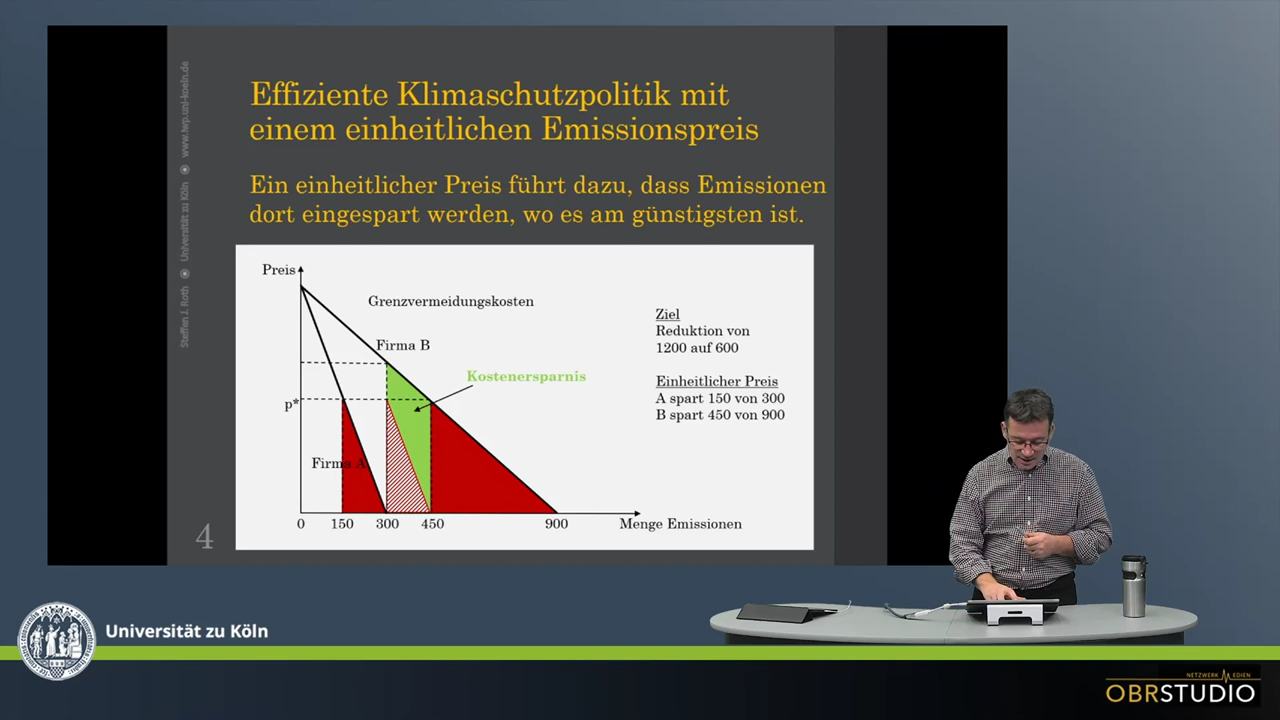 Effiziente Klimaschutzpolitik mit
einem einheitlichen Emissionspreis
Ein einheitlicher Preis führt dazu, dass Emissionen
dort eingespart werden, wo es am günstigsten ist.
Steffen J. Roth ⦿ Universität zu Köln ⦿ www.iwp.uni-koeln.de
Preis
Grenzvermeidungskosten
Firma B
Kostenersparnis
p*
Firma A
0 150 300 450 900 Menge Emissionen
Ziel
Reduktion von
1200 auf 600
Einheitlicher Preis
A spart 150 von 300
B spart 450 von 900
4
Universität zu Köln
NETZWERK MEDIEN
OBRSTUDIO